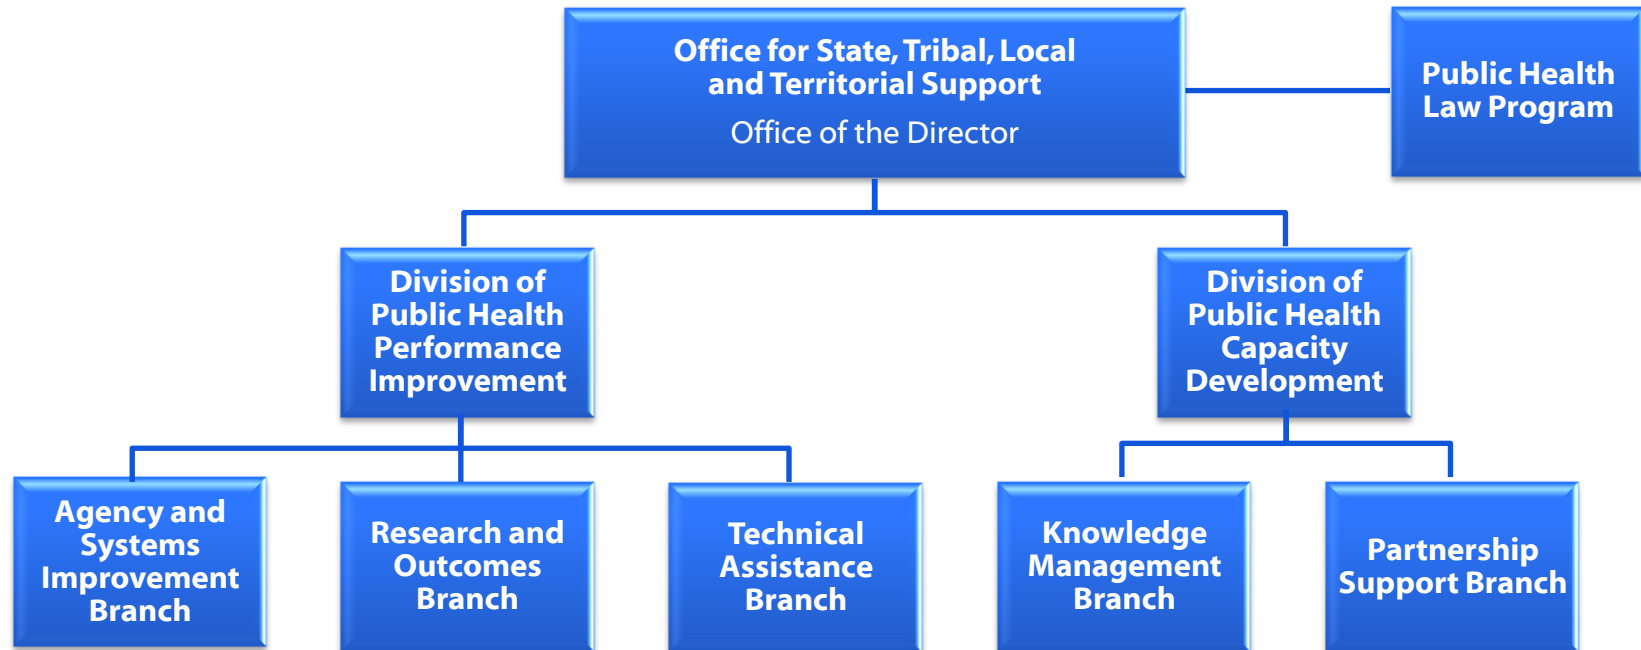 Office for State, Tribal, Local
and Territorial Support
Office of the Director
Public Health
Law Program
Division of
Public Health
Performance
Improvement
Division of
Public Health
Capacity
Development
Agency and
Systems
Improvement
Branch
Research and
Outcomes
Branch
Technical
Assistance
Branch
Knowledge
Management
Branch
Partnership
Support Branch